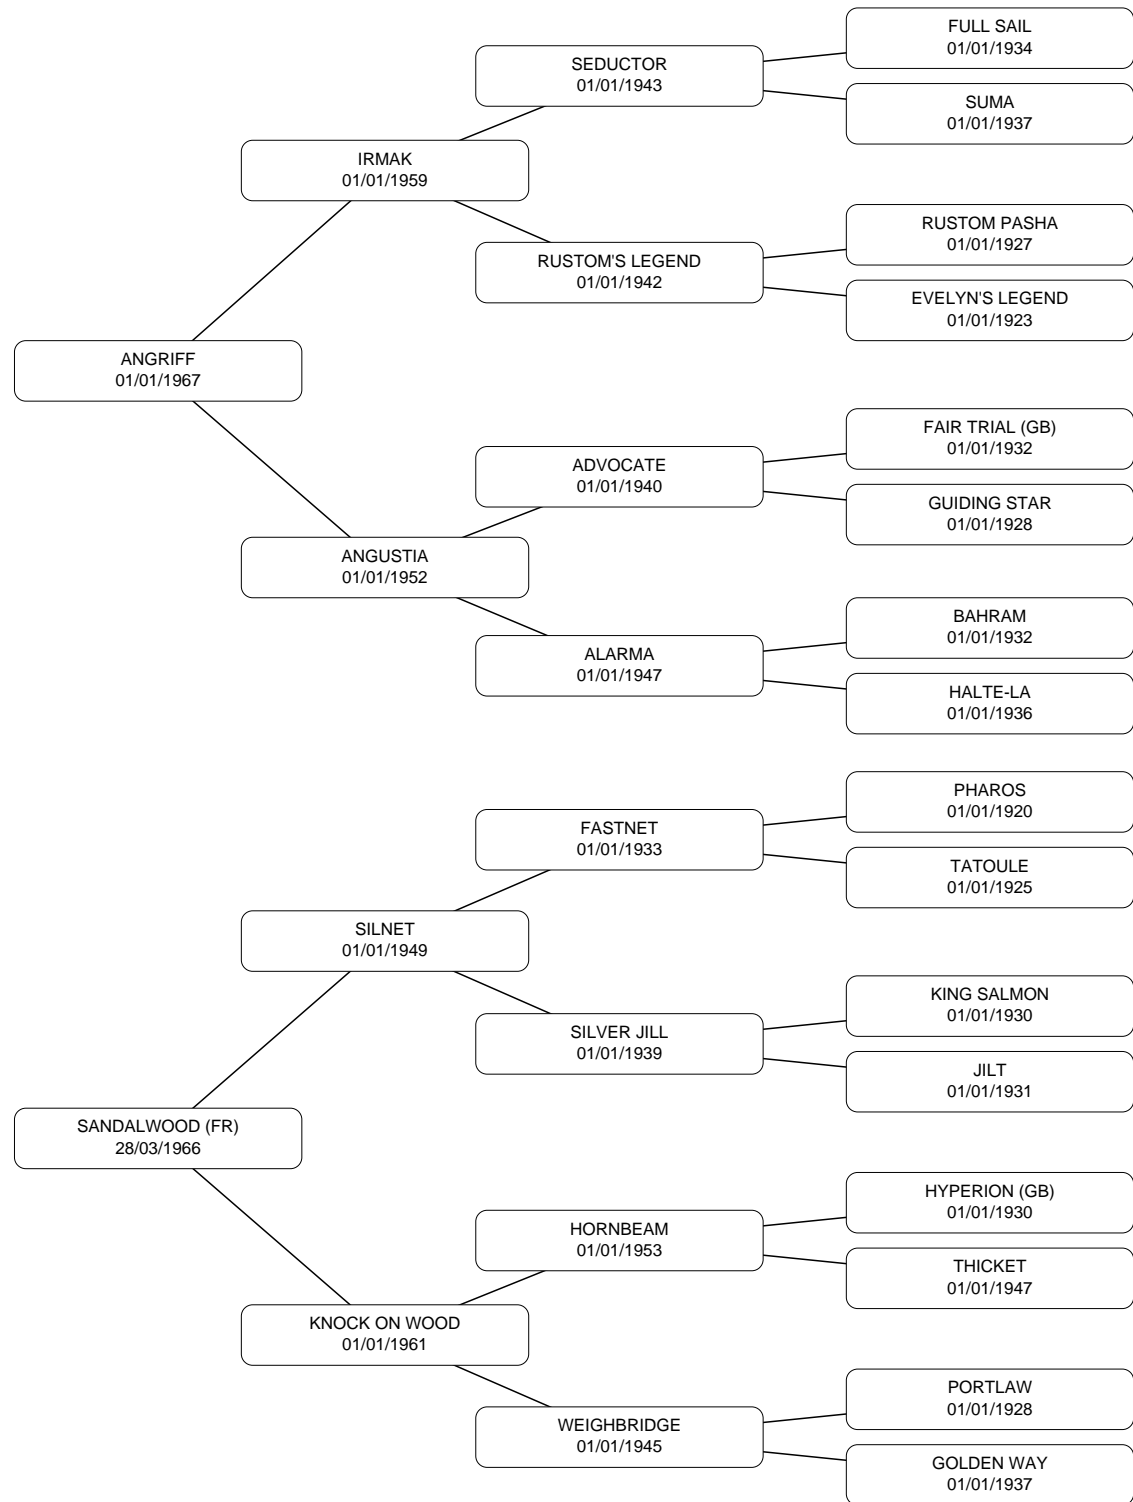 FULL SAIL
01/01/1934
SEDUCTOR
01/01/1943
SUMA
01/01/1937
IRMAK
01/01/1959
RUSTOM PASHA
01/01/1927
RUSTOM'S LEGEND
01/01/1942
EVELYN'S LEGEND
01/01/1923
ANGRIFF
01/01/1967
FAIR TRIAL (GB)
01/01/1932
ADVOCATE
01/01/1940
GUIDING STAR
01/01/1928
ANGUSTIA
01/01/1952
BAHRAM
01/01/1932
ALARMA
01/01/1947
HALTE-LA
01/01/1936
PHAROS
01/01/1920
FASTNET
01/01/1933
TATOULE
01/01/1925
SILNET
01/01/1949
KING SALMON
01/01/1930
SILVER JILL
01/01/1939
JILT
01/01/1931
SANDALWOOD (FR)
28/03/1966
HYPERION (GB)
01/01/1930
HORNBEAM
01/01/1953
THICKET
01/01/1947
KNOCK ON WOOD
01/01/1961
PORTLAW
01/01/1928
WEIGHBRIDGE
01/01/1945
GOLDEN WAY
01/01/1937